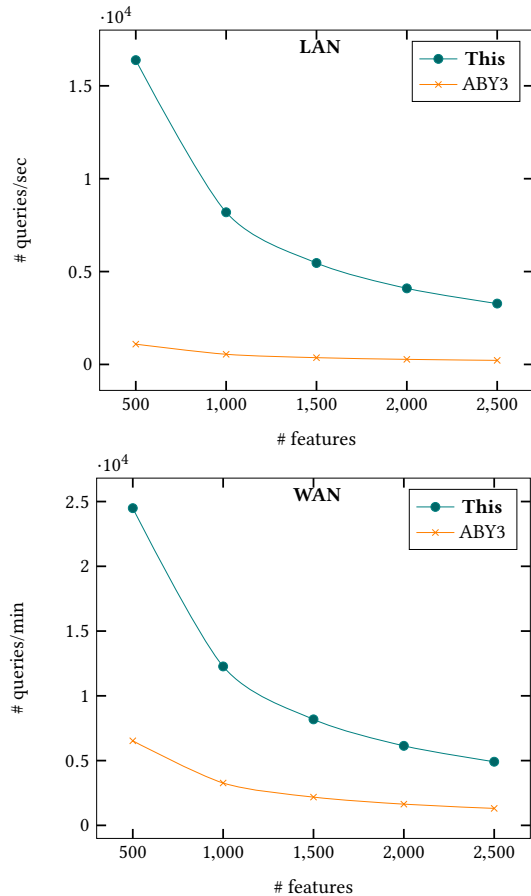 ·10⁴
LAN
This
ABY3
1.5
1
0.5
0
# queries/sec
500 1,000 1,500 2,000 2,500
# features
·10⁴
WAN
This
ABY3
2.5
2
1.5
1
0.5
0
# queries/min
500 1,000 1,500 2,000 2,500
# features